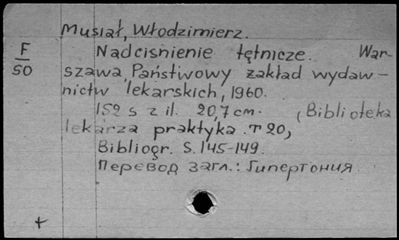 Musiał, Włodzimierz.
F
50
Nadciśnienie tętnicze. War-
szawa, Państwowy zakład wydaw-
nictw lekarskich, 1960.
152 s z il. 20,7 cm. (Biblioteka
lekarza praktyka. T 20,
Bibliogr. S. 145-149.
Перевод загл.: Гипертония.
+